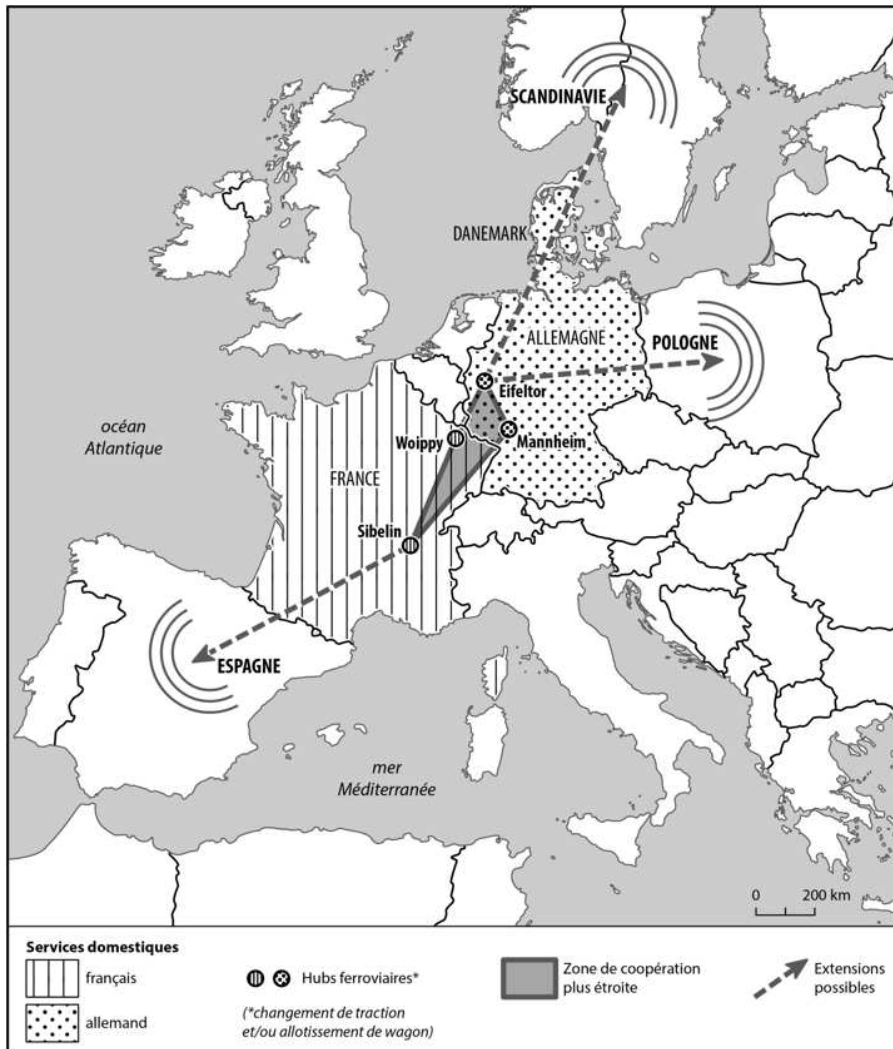 SCANDINAVIE
DANEMARK
ALLEMAGNE
POLOGNE
Eifeltor
océan
Atlantique
Woippy
Mannheim
FRANCE
Sibelin
ESPAGNE
mer
Méditerranée
0 200 km
Services domestiques
français
allemand
Hubs ferroviaires*
(*changement de traction
et/ou allotissement de wagon)
Zone de coopération
plus étroite
Extensions
possibles